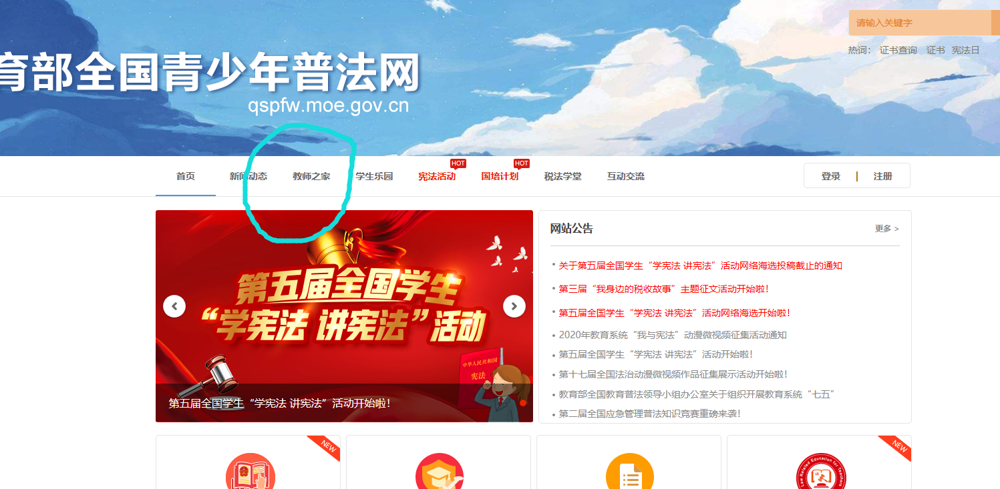 请输入关键字
热词: 证书查询 证书 宪法日
育部全国青少年普法网
qspfw.moe.gov.cn
首页 新闻动态 教师之家 学生乐园 宪法活动 HOT 国培计划 HOT 税法学堂 互动交流 登录 | 注册
第五届全国学生
“学宪法 讲宪法”活动
中华人民共和国
宪法
第五届全国学生“学宪法 讲宪法”活动开始啦!
网站公告 更多 >
关于第五届全国学生“学宪法 讲宪法”活动网络海选投稿截止的通知
第三届“我身边的税收故事”主题征文活动开始啦!
第五届全国学生“学宪法 讲宪法”活动网络海选开始啦!
2020年教育系统“我与宪法”动漫微视频征集活动通知
第五届全国学生“学宪法 讲宪法”活动开始啦!
第十七届全国法治动漫微视频作品征集展示活动开始啦!
教育部全国教育普法领导小组办公室关于组织开展教育系统“七五”
第二届全国应急管理普法知识竞赛重磅来袭!
NEW
NEW
Law Related Education for Teachers